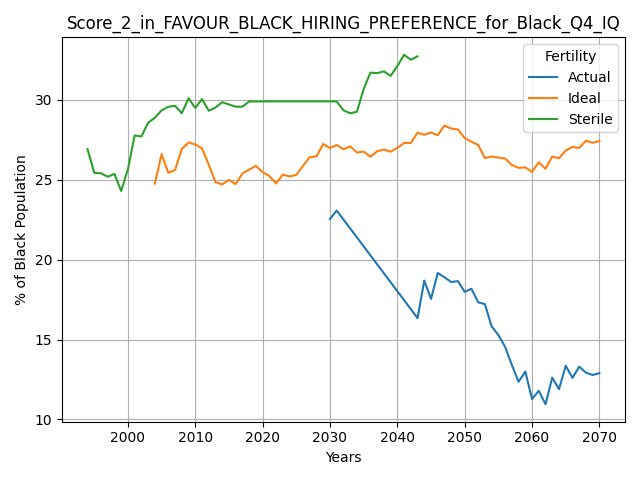 Score_2_in_FAVOUR_BLACK_HIRING_PREFERENCE_for_Black_Q4_IQ
Fertility
Actual
Ideal
Sterile
% of Black Population
30
25
20
15
10
2000 2010 2020 2030 2040 2050 2060 2070
Years